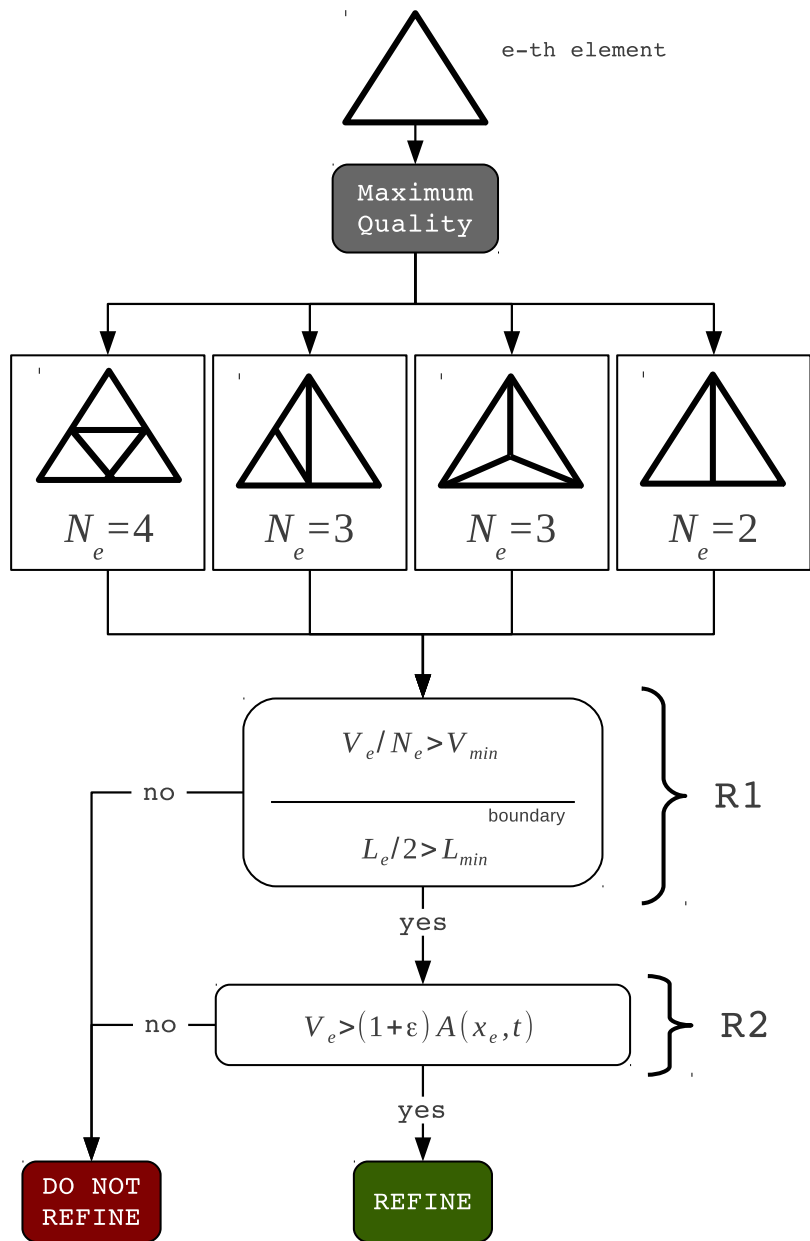 e-th element
Maximum
Quality
N_e=4
N_e=3
N_e=3
N_e=2
V_e/N_e>V_min
boundary
L_e/2>L_min
R1
no
yes
V_e>(1+ε)A(x_e,t)
R2
no
yes
DO NOT
REFINE
REFINE